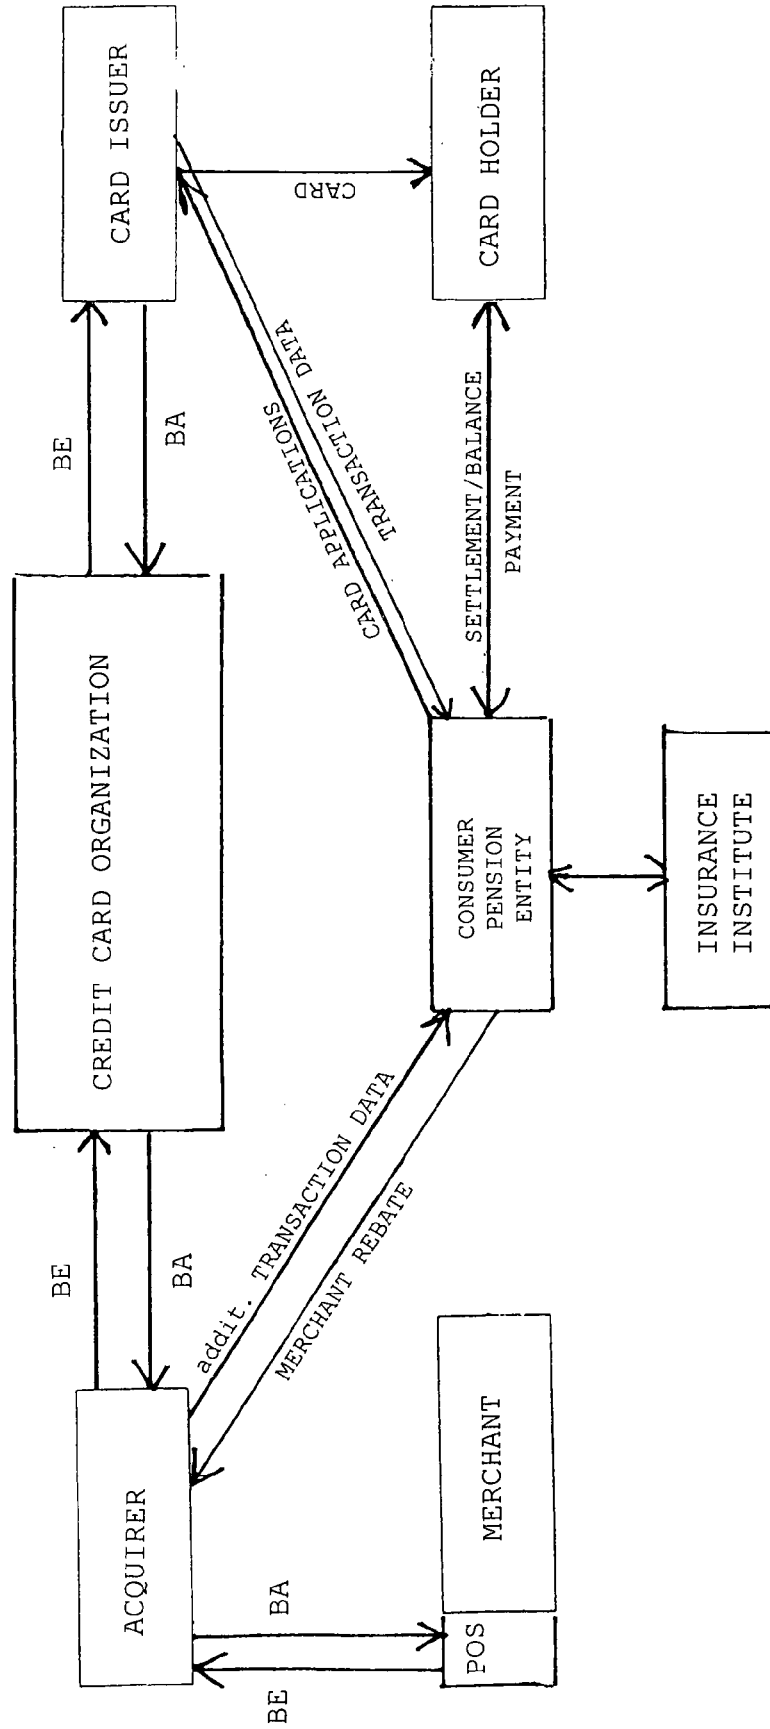 BE
BA
BE
BA
ACQUIRER
CREDIT CARD ORGANIZATION
CARD ISSUER
BE
BA
addit. TRANSACTION DATA
MERCHANT REBATE
CARD APPLICATIONS
TRANSACTION DATA
CARD
POS
MERCHANT
CONSUMER
PENSION
ENTITY
SETTLEMENT/BALANCE
PAYMENT
CARD HOLDER
INSURANCE
INSTITUTE